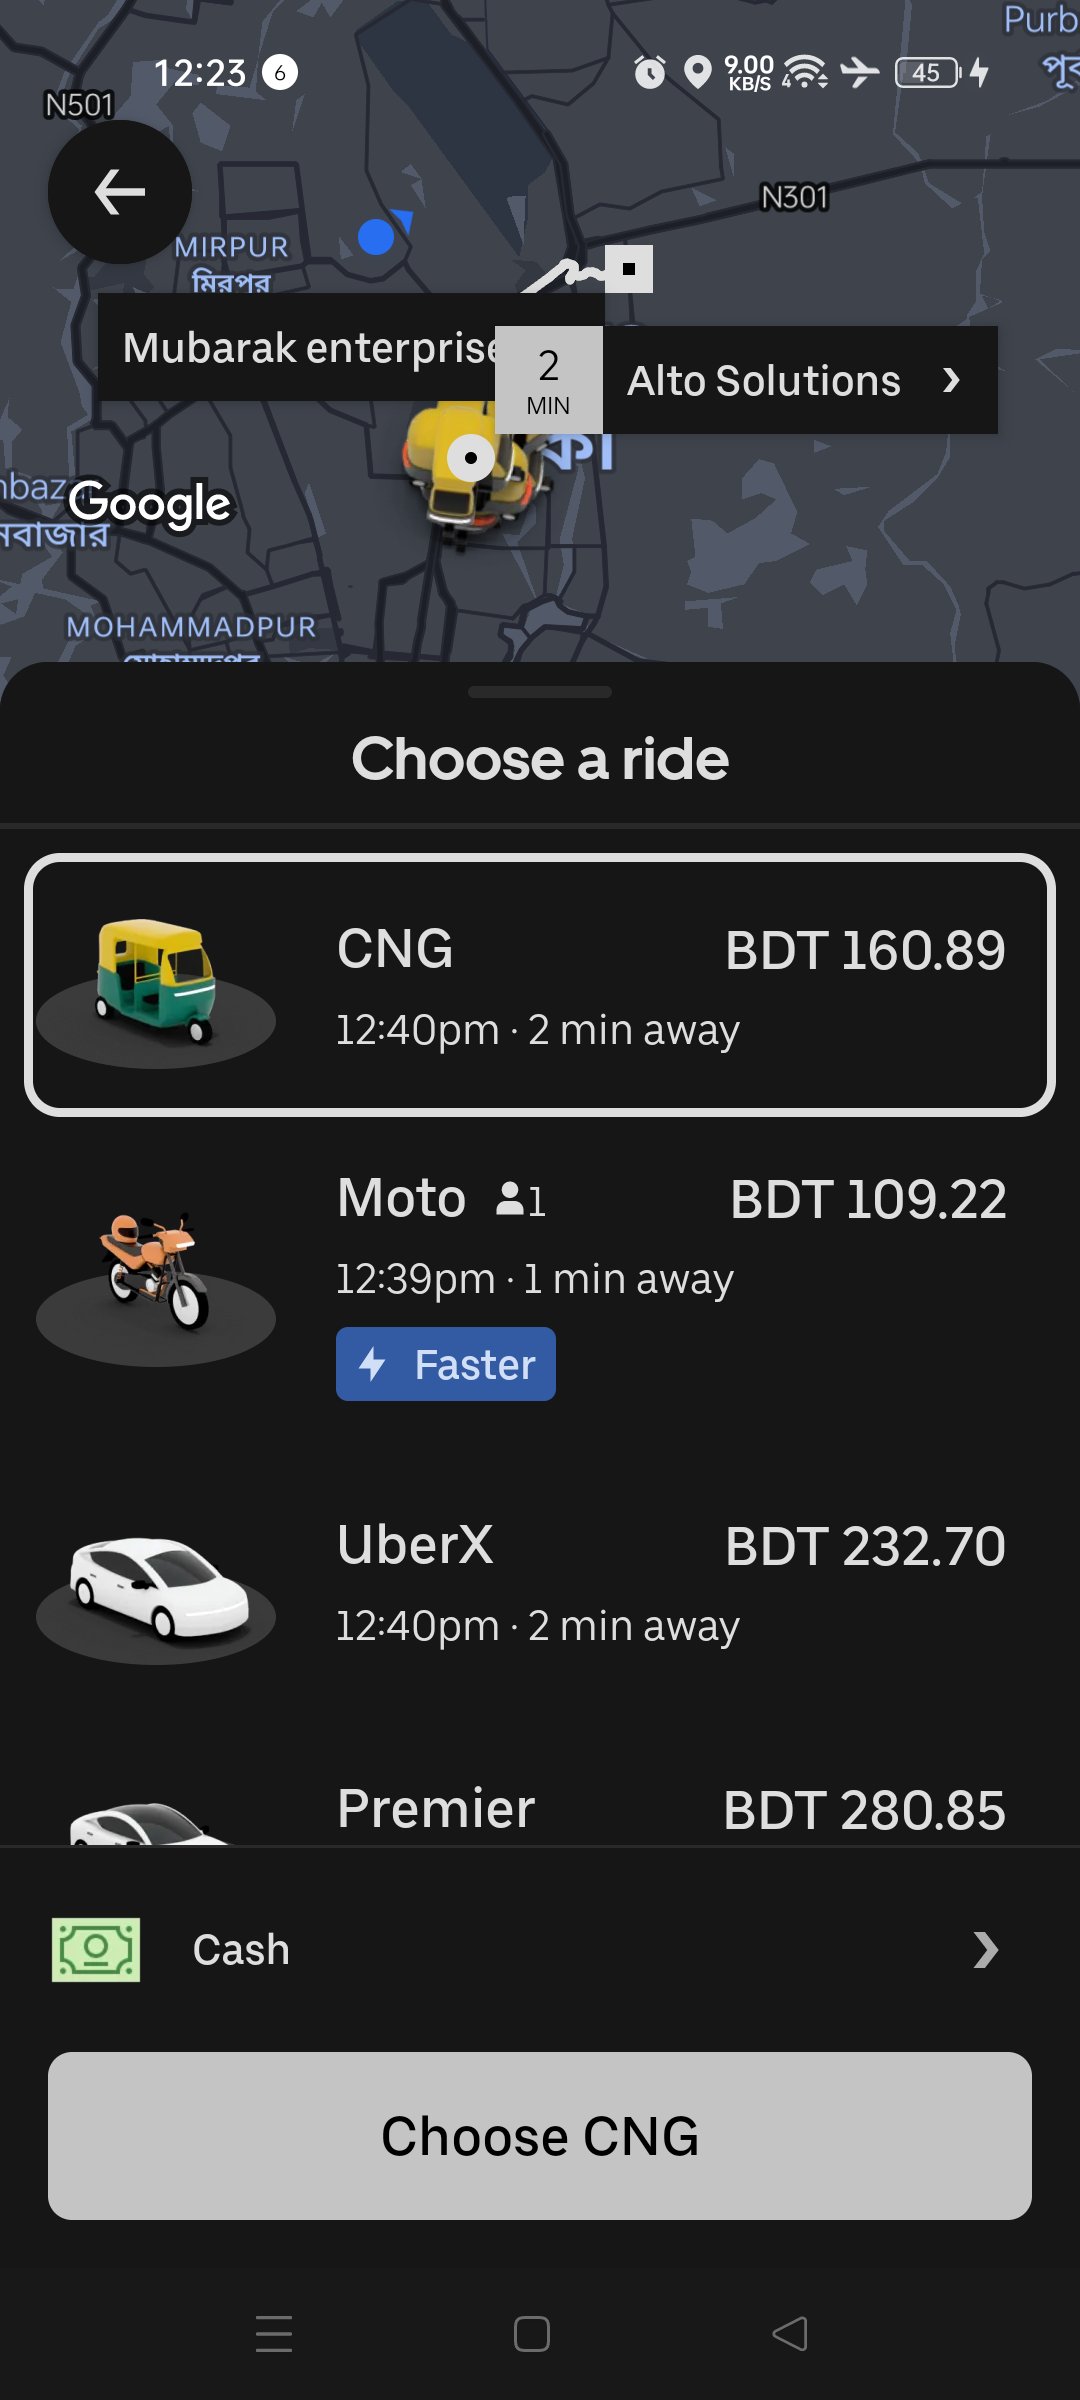 12:23 6 9.00 KB/S 4 45
N501
N301
MIRPUR
মিরপুর
Mubarak enterprise
2 MIN
Alto Solutions
Google
MOHAMMADPUR
Choose a ride
CNG BDT 160.89
12:40pm · 2 min away
Moto 1 BDT 109.22
12:39pm · 1 min away
Faster
UberX BDT 232.70
12:40pm · 2 min away
Premier BDT 280.85
Cash
Choose CNG